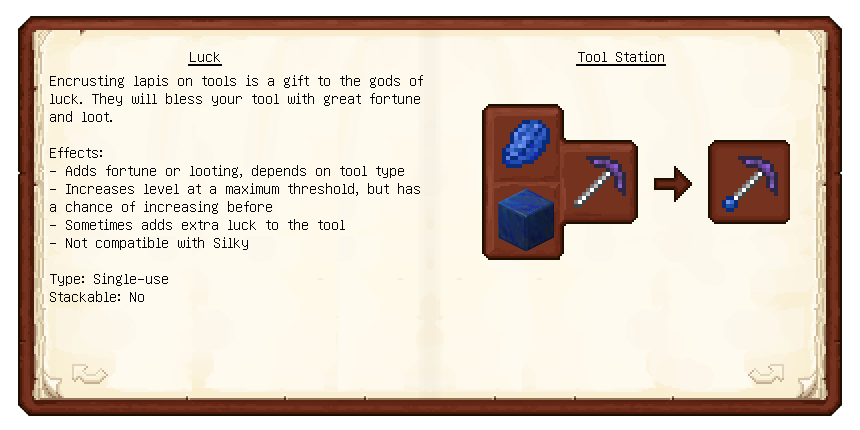 Luck
Encrusting lapis on tools is a gift to the gods of
luck. They will bless your tool with great fortune
and loot.
Effects:
- Adds fortune or looting, depends on tool type
- Increases level at a maximum threshold, but has
a chance of increasing before
- Sometimes adds extra luck to the tool
- Not compatible with Silky
Type: Single-use
Stackable: No
Tool Station